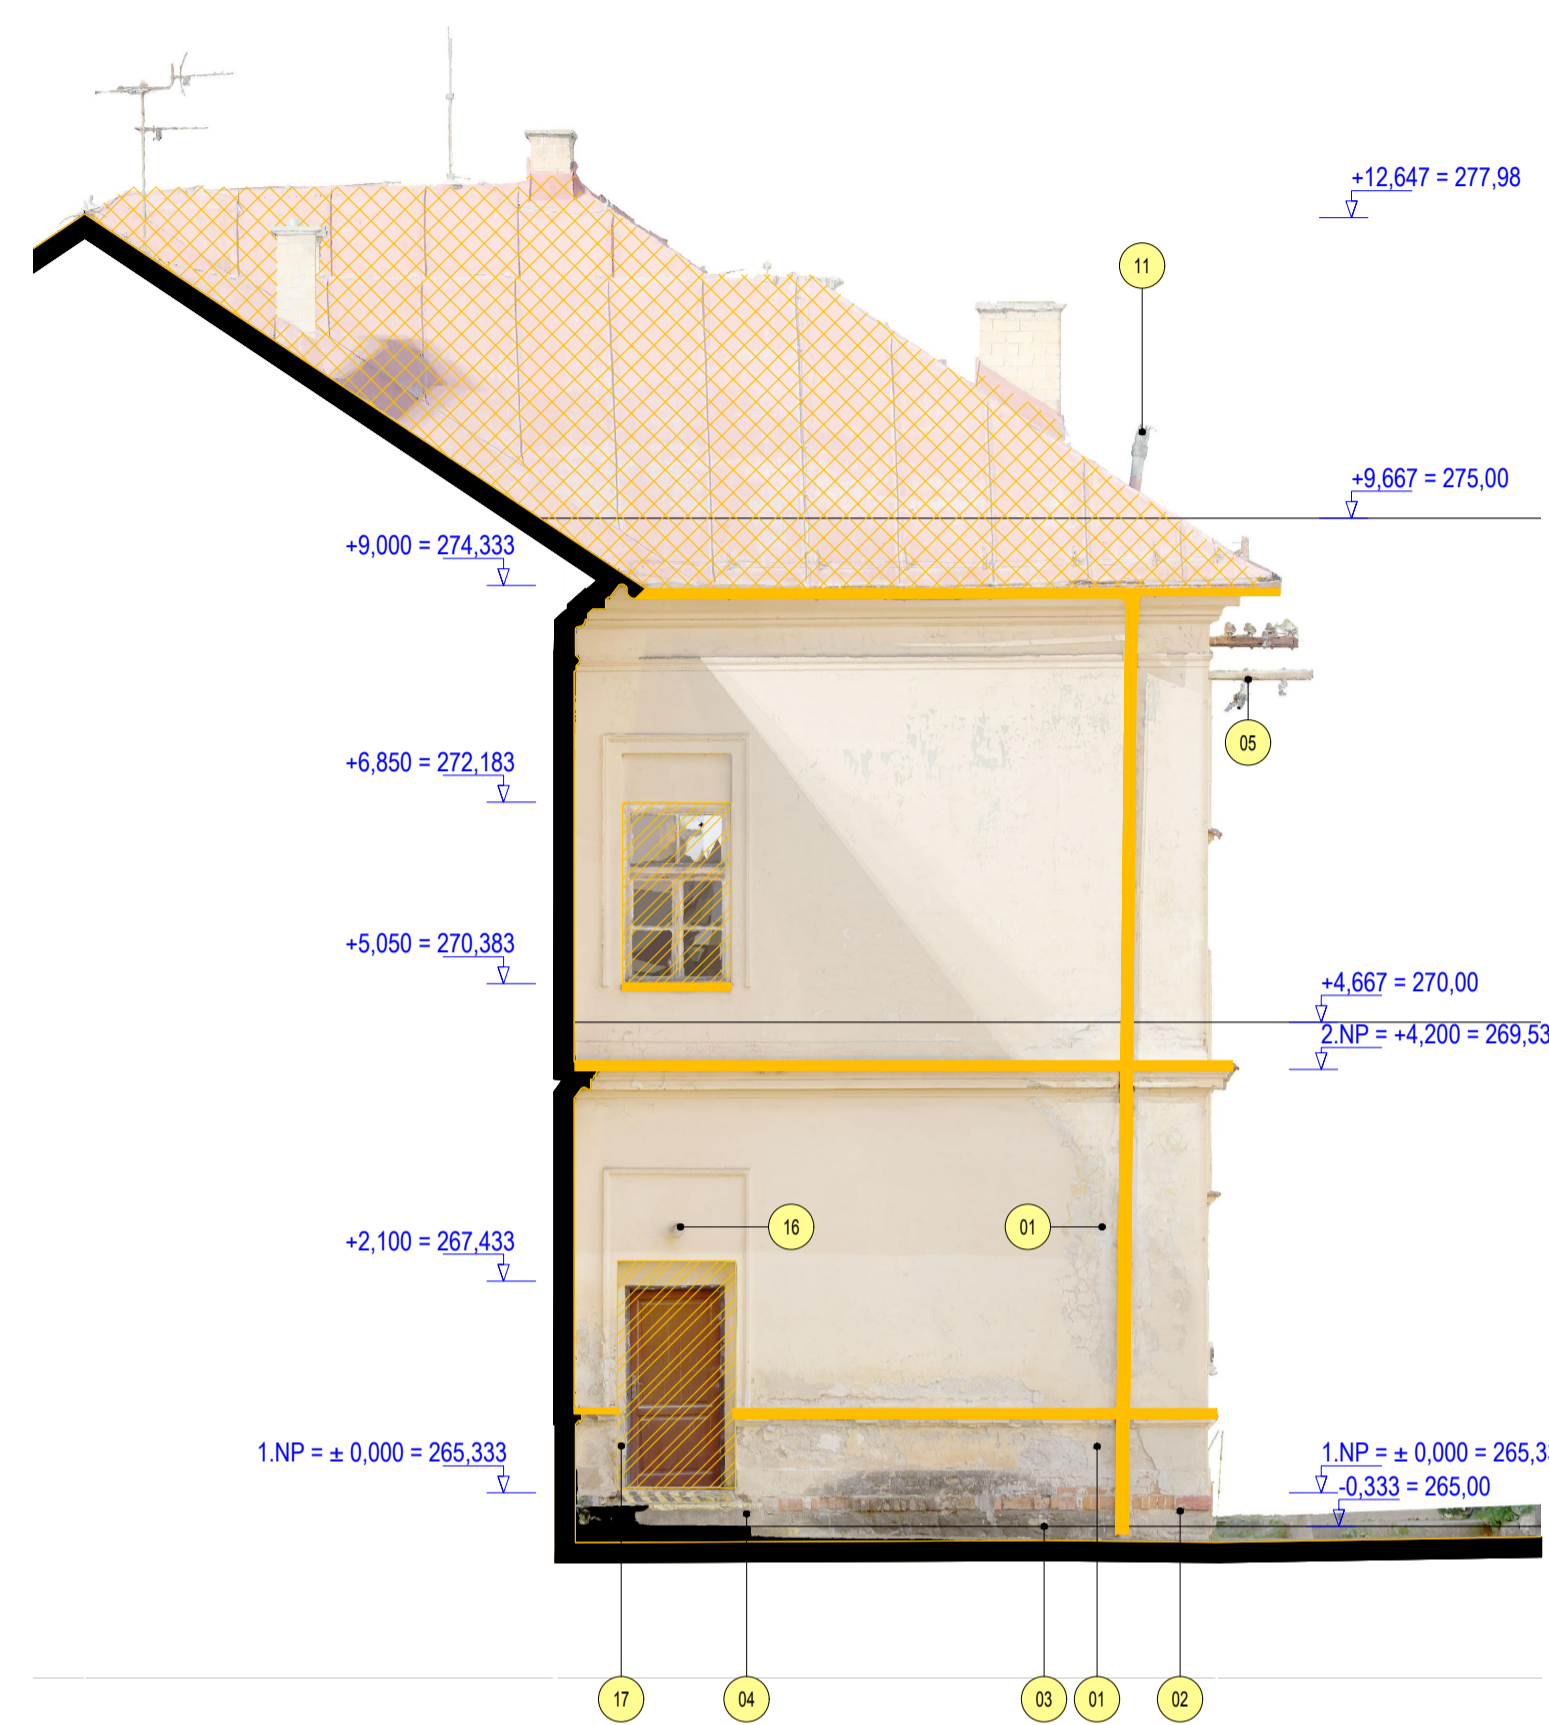 +12,647 = 277,98
11
+9,667 = 275,00
+9,000 = 274,333
05
+6,850 = 272,183
+5,050 = 270,383
+4,667 = 270,00
2.NP = +4,200 = 269,53
16
01
+2,100 = 267,433
1.NP = ± 0,000 = 265,333
1.NP = ± 0,000 = 265,3
-0,333 = 265,00
17
04
03
01
02